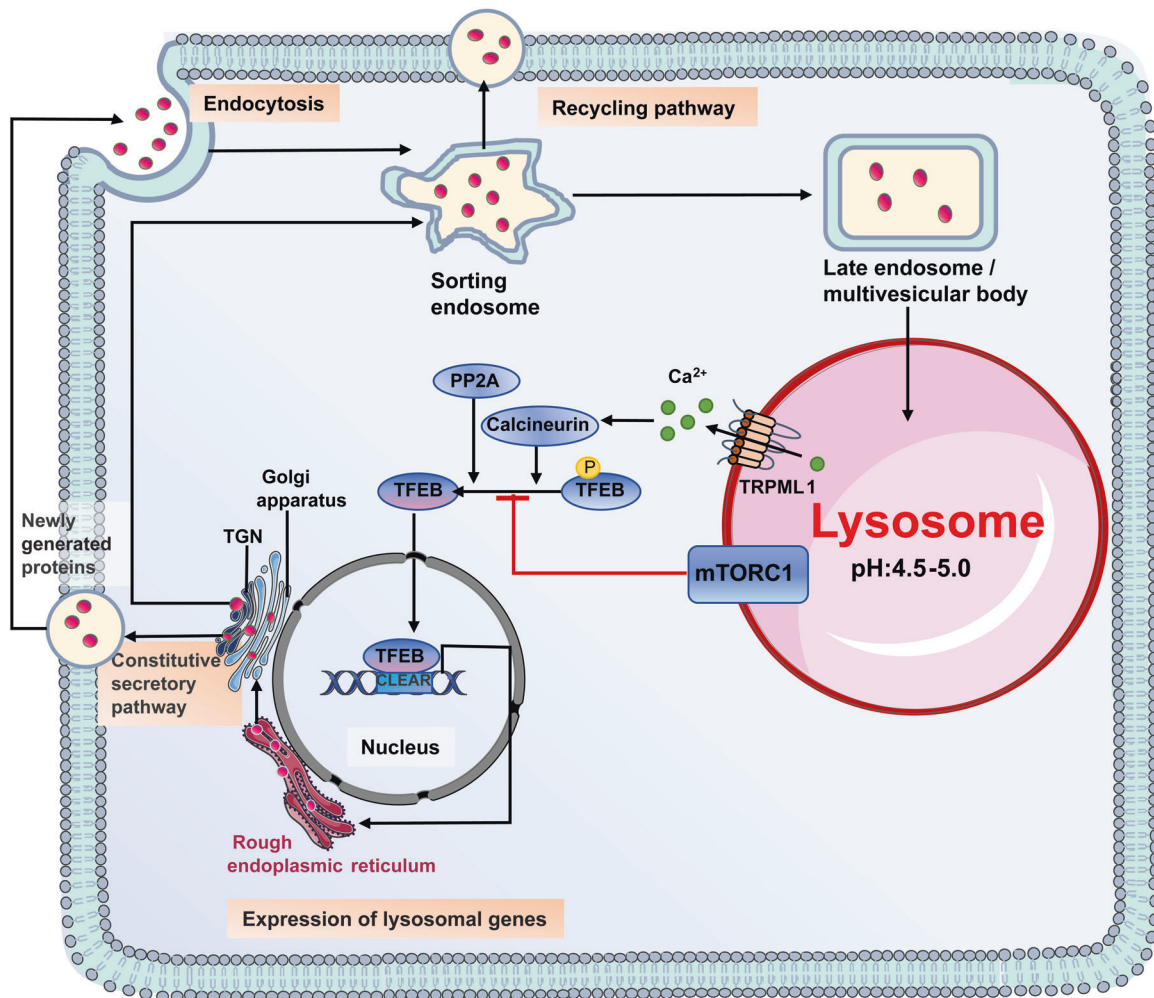 Endocytosis
Recycling pathway
Sorting
endosome
Late endosome /
multivesicular body
PP2A
Ca²⁺
Calcineurin
P
TFEB
TFEB
TRPML1
Lysosome
pH:4.5-5.0
mTORC1
Golgi
apparatus
TGN
Newly
generated
proteins
Constitutive
secretory
pathway
TFEB
CLEAR
Nucleus
Rough
endoplasmic reticulum
Expression of lysosomal genes